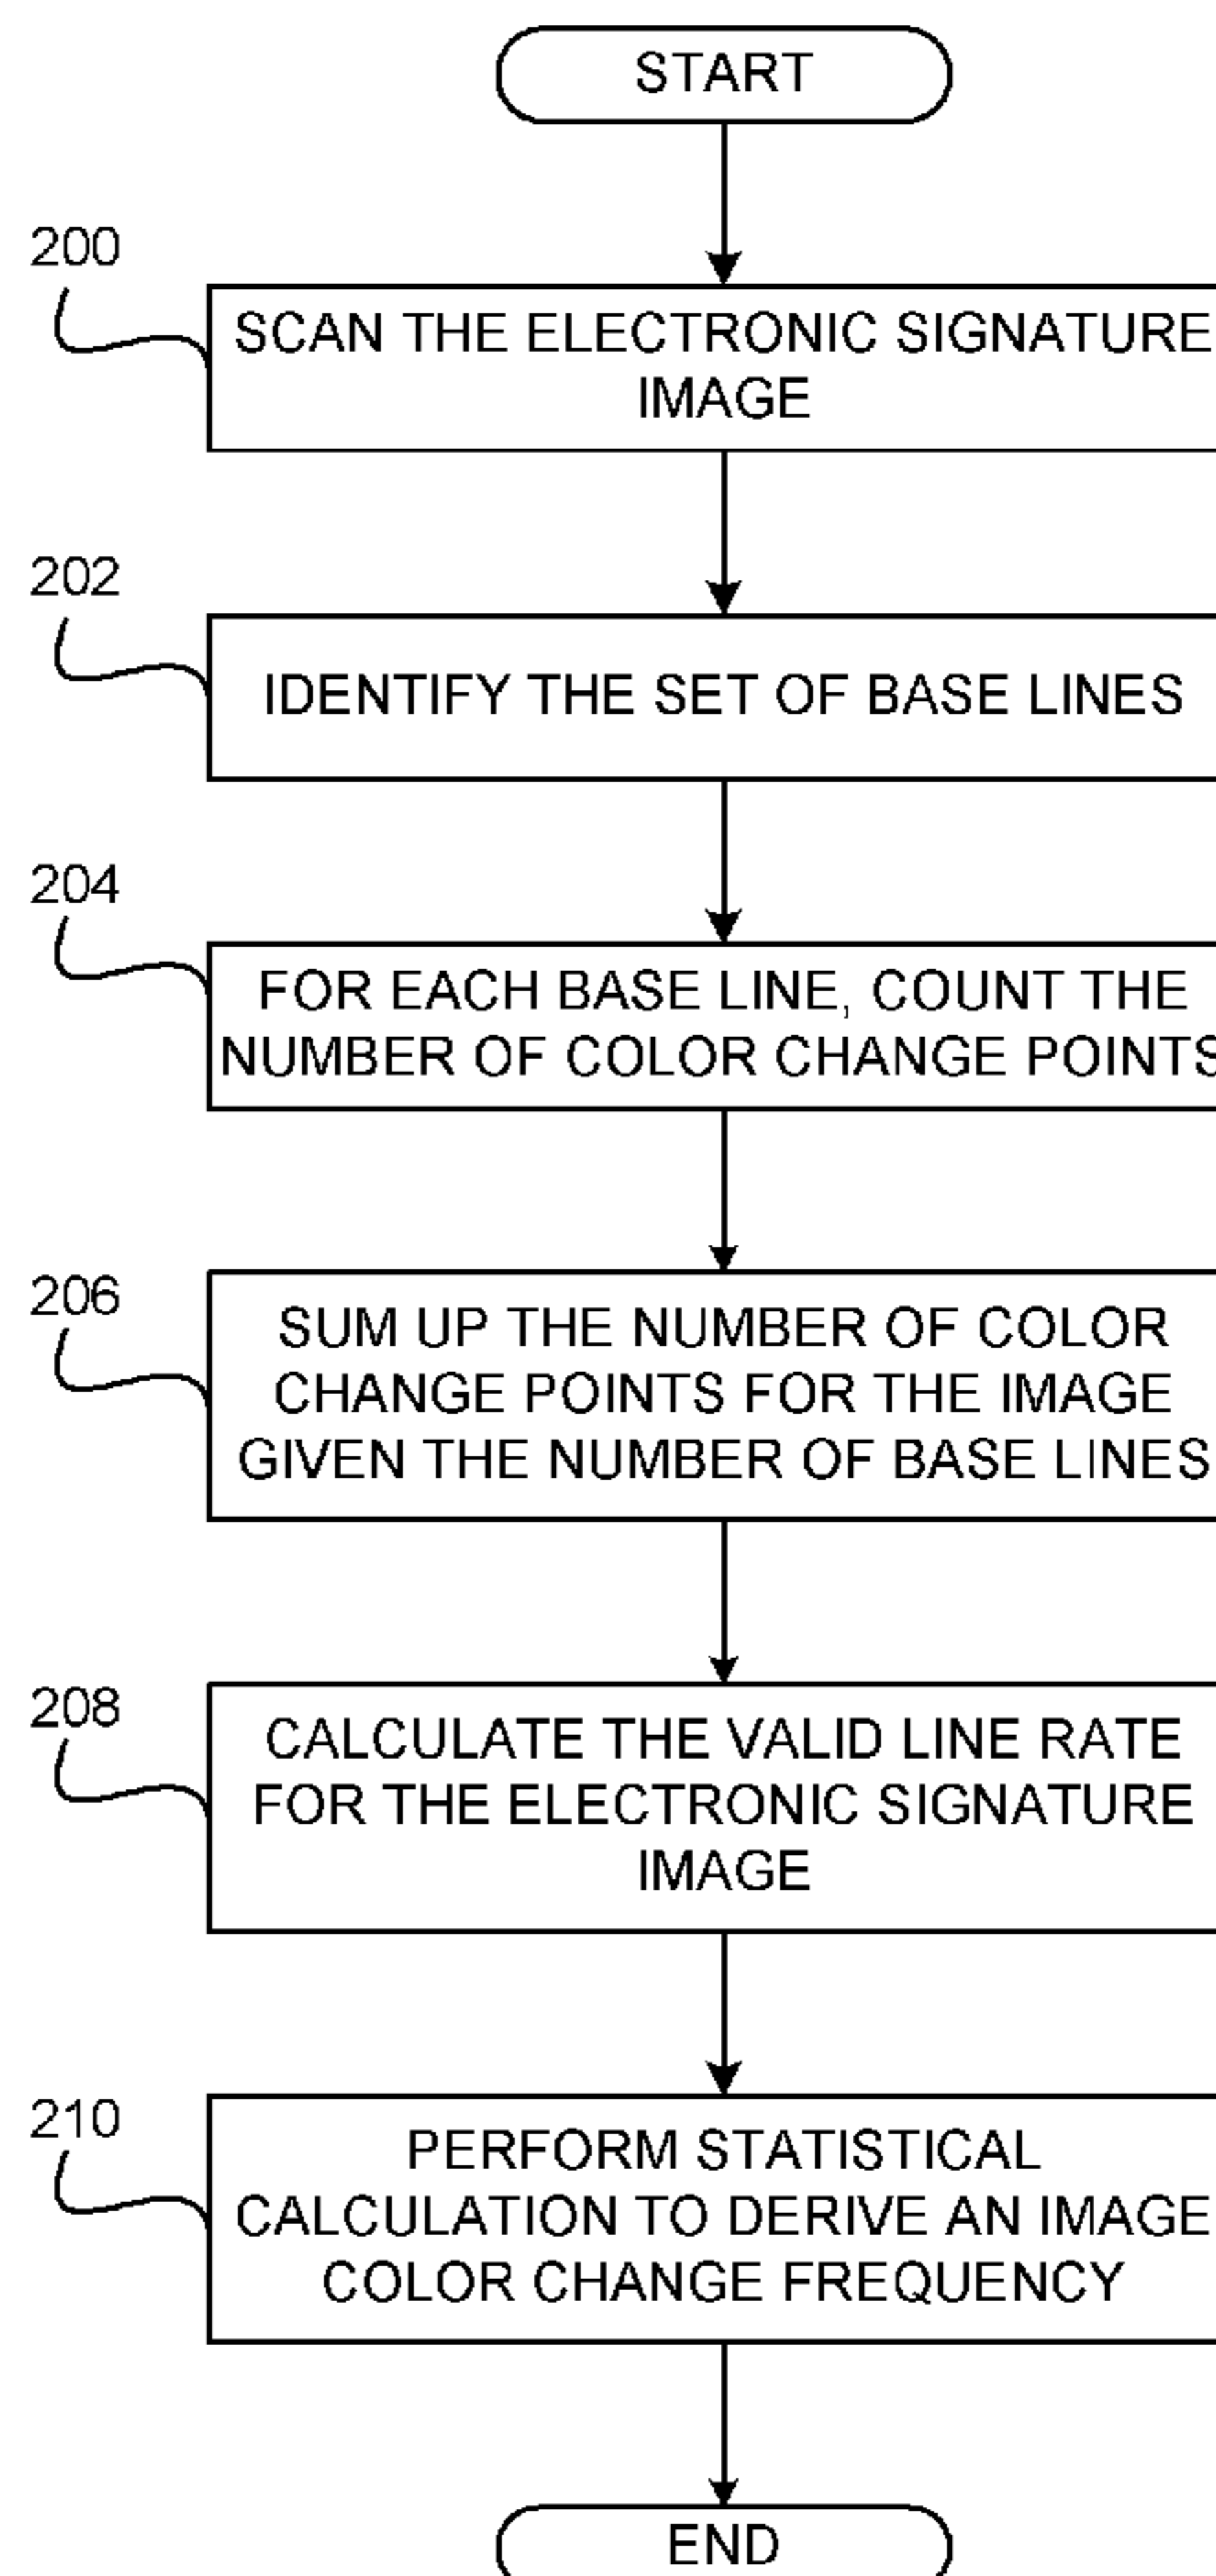 START
200
SCAN THE ELECTRONIC SIGNATURE
IMAGE
202
IDENTIFY THE SET OF BASE LINES
204
FOR EACH BASE LINE, COUNT THE
NUMBER OF COLOR CHANGE POINTS
206
SUM UP THE NUMBER OF COLOR
CHANGE POINTS FOR THE IMAGE
GIVEN THE NUMBER OF BASE LINES
208
CALCULATE THE VALID LINE RATE
FOR THE ELECTRONIC SIGNATURE
IMAGE
210
PERFORM STATISTICAL
CALCULATION TO DERIVE AN IMAGE
COLOR CHANGE FREQUENCY
END